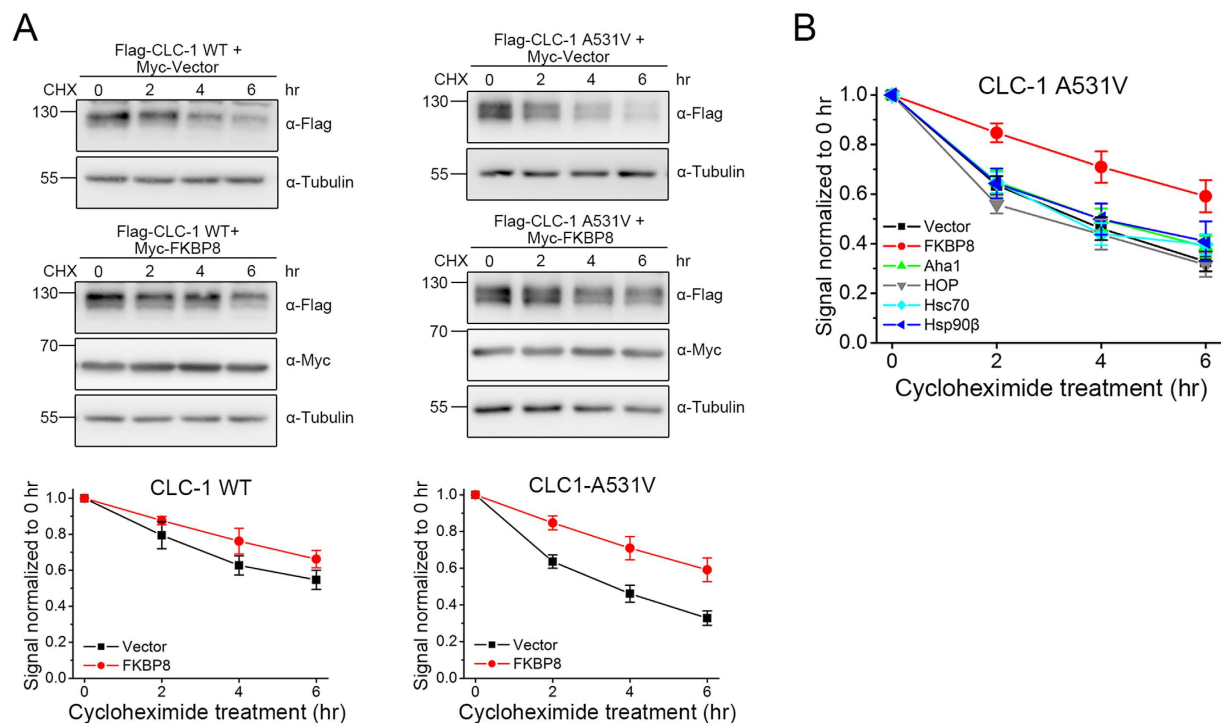 A
Flag-CLC-1 WT +
Myc-Vector
CHX 0 2 4 6 hr
130
α-Flag
55
α-Tubulin
Flag-CLC-1 WT+
Myc-FKBP8
CHX 0 2 4 6 hr
130
α-Flag
70
α-Myc
55
α-Tubulin
Flag-CLC-1 A531V +
Myc-Vector
CHX 0 2 4 6 hr
130
α-Flag
55
α-Tubulin
Flag-CLC-1 A531V +
Myc-FKBP8
CHX 0 2 4 6 hr
130
α-Flag
70
α-Myc
55
α-Tubulin
CLC-1 WT
Signal normalized to 0 hr
1.0
0.8
0.6
0.4
0.2
0.0
Vector
FKBP8
0 2 4 6
Cycloheximide treatment (hr)
CLC1-A531V
Signal normalized to 0 hr
1.0
0.8
0.6
0.4
0.2
0.0
Vector
FKBP8
0 2 4 6
Cycloheximide treatment (hr)
B
CLC-1 A531V
Signal normalized to 0 hr
1.0
0.8
0.6
0.4
0.2
0.0
Vector
FKBP8
Aha1
HOP
Hsc70
Hsp90β
0 2 4 6
Cycloheximide treatment (hr)